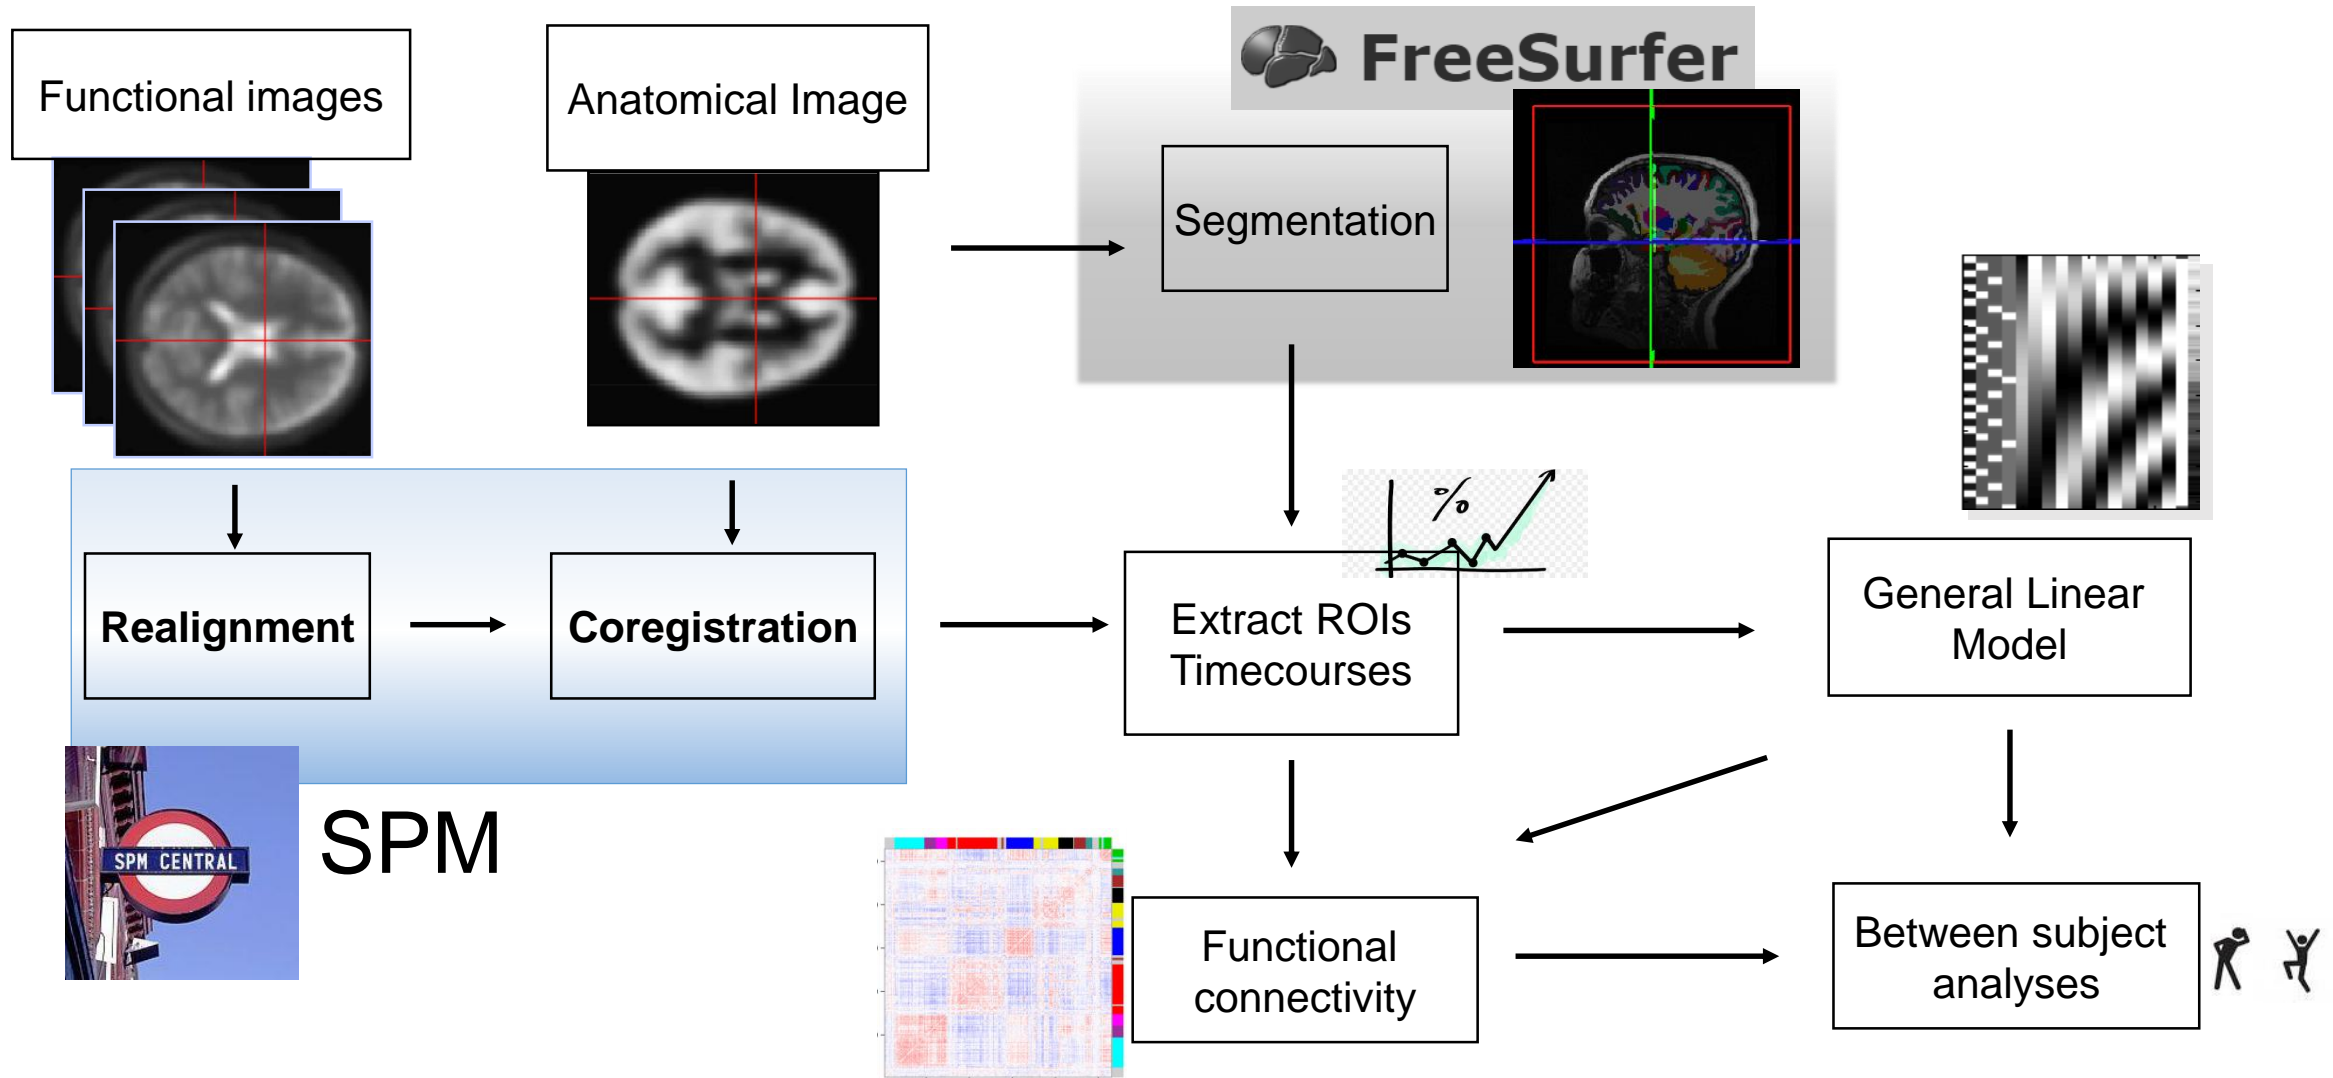 Functional images
Anatomical Image
FreeSurfer
Segmentation
%
Realignment
Coregistration
Extract ROIs
Timecourses
General Linear
Model
SPM CENTRAL
SPM
Functional
connectivity
Between subject
analyses